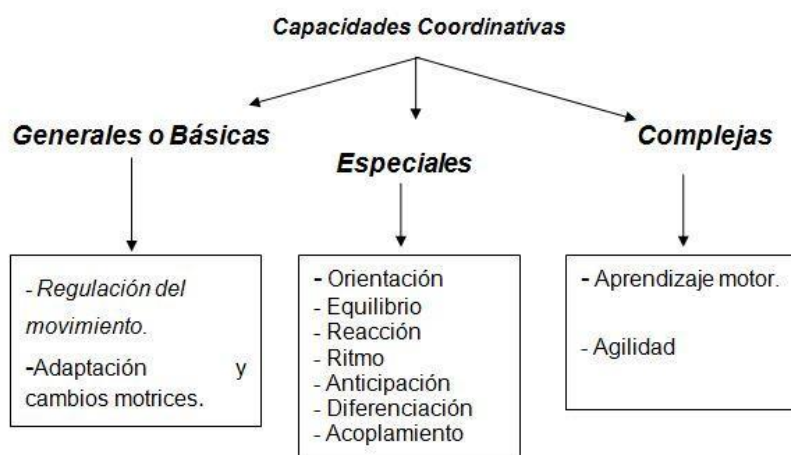 Capacidades Coordinativas
Generales o Básicas
Especiales
Complejas
- Regulación del
movimiento.
-Adaptación y
cambios motrices.
- Orientación
- Equilibrio
- Reacción
- Ritmo
- Anticipación
- Diferenciación
- Acoplamiento
- Aprendizaje motor.
- Agilidad